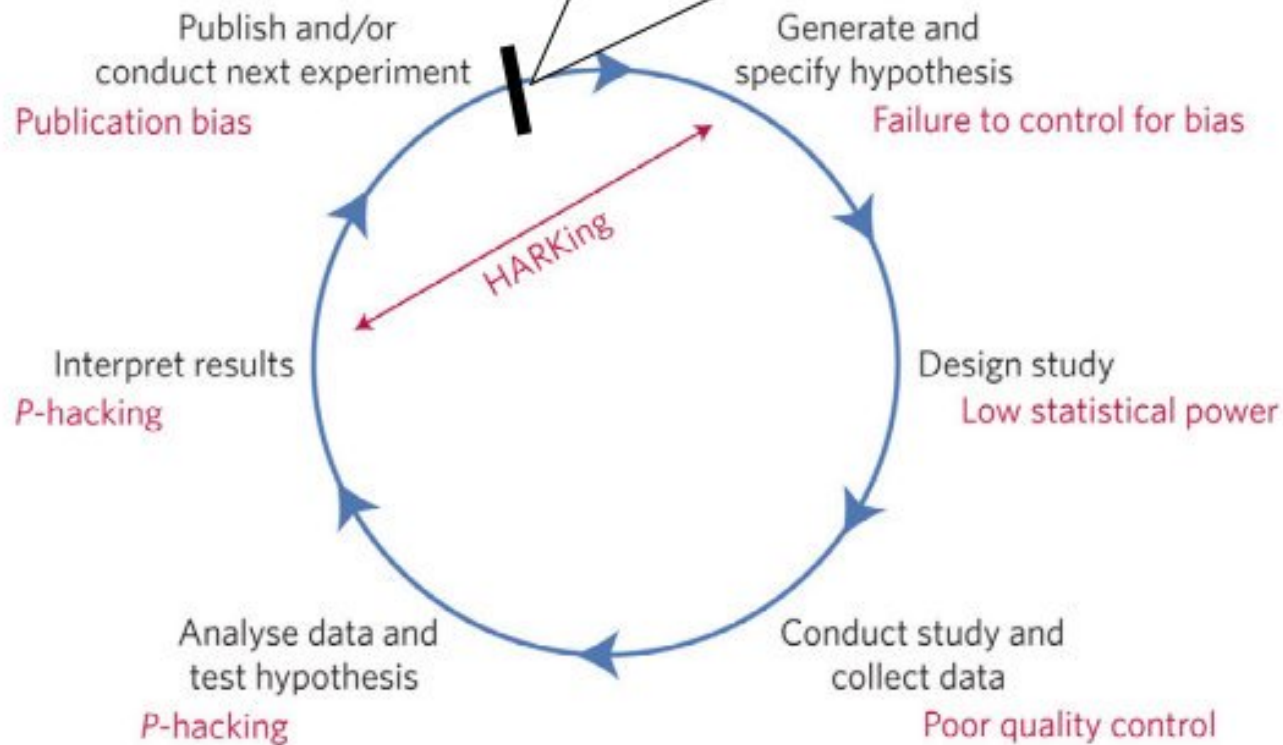 Publish and/or
conduct next experiment
Publication bias
Generate and
specify hypothesis
Failure to control for bias
HARKing
Interpret results
P-hacking
Design study
Low statistical power
Analyse data and
test hypothesis
P-hacking
Conduct study and
collect data
Poor quality control